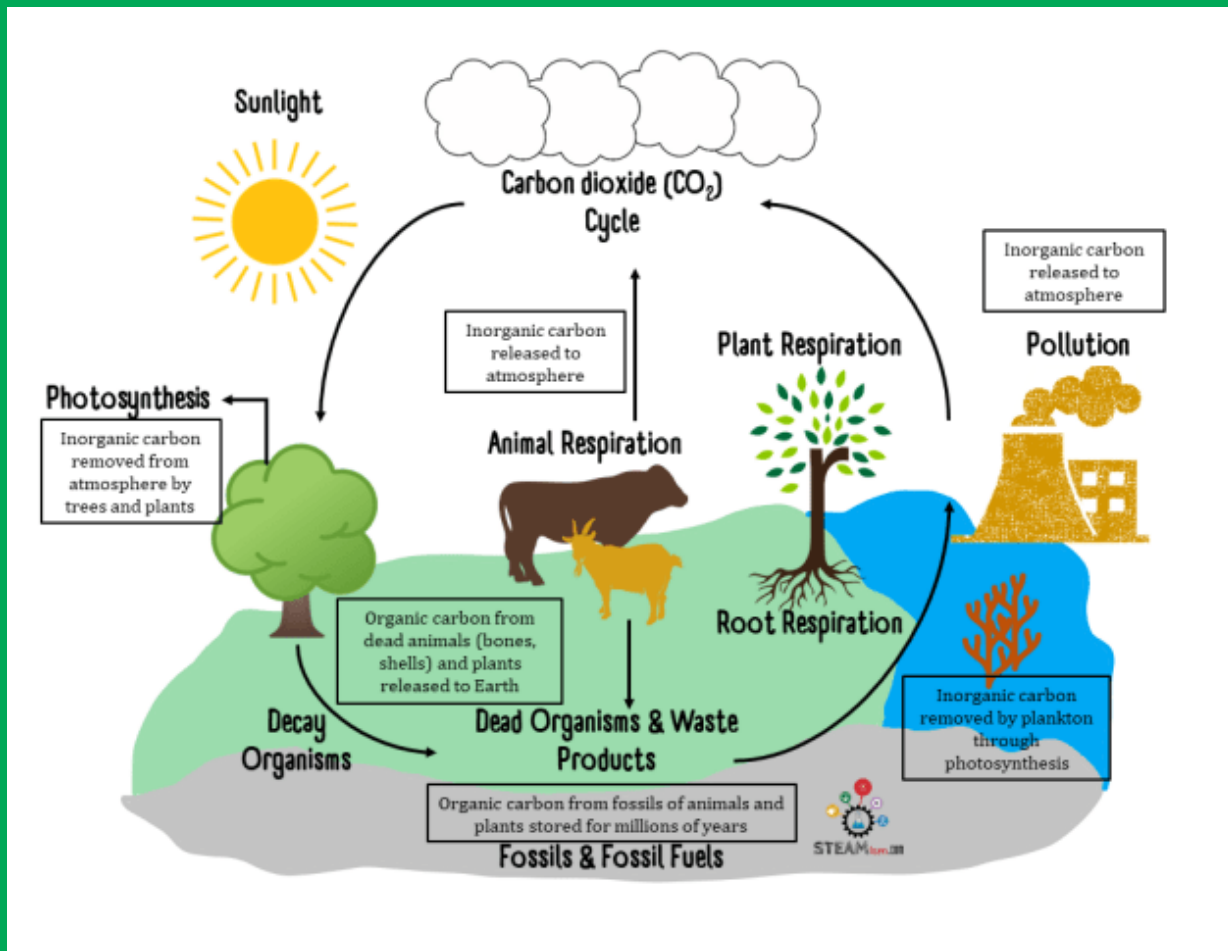 Sunlight
Carbon dioxide (CO₂)
Cycle
Inorganic carbon
released to
atmosphere
Inorganic carbon
released to
atmosphere
Plant Respiration
Pollution
Photosynthesis
Inorganic carbon
removed from
atmosphere by
trees and plants
Animal Respiration
Organic carbon from
dead animals (bones,
shells) and plants
released to Earth
Root Respiration
Inorganic carbon
removed by plankton
through
photosynthesis
Decay
Organisms
Dead Organisms & Waste
Products
Organic carbon from fossils of animals and
plants stored for millions of years
Fossils & Fossil Fuels
STEAM